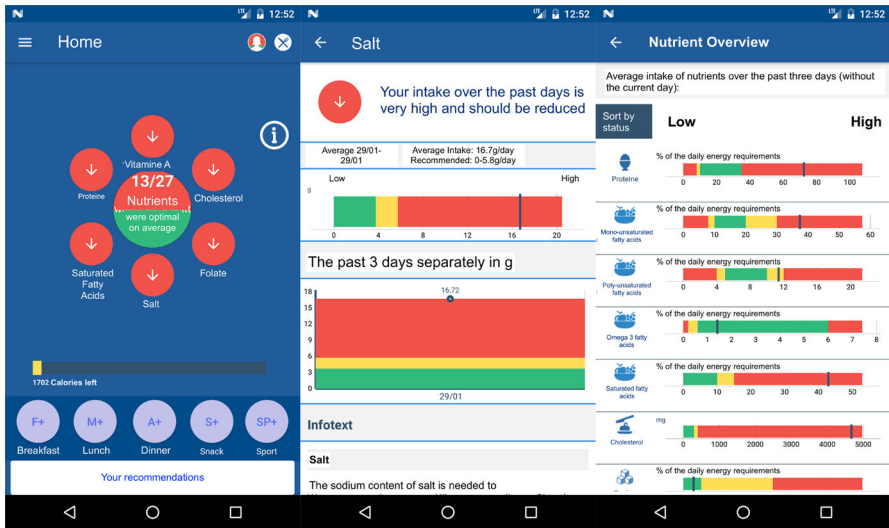 LTE 12:52
Home
Vitamine A
Proteine
13/27
Nutrients
Cholesterol
were optimal
on average
Saturated
Fatty
Acids
Salt
Folate
1702 Calories left
F+ M+ A+ S+ SP+
Breakfast Lunch Dinner Snack Sport
Your recommendations
LTE 12:52
Salt
Your intake over the past days is
very high and should be reduced
Average 29/01-
29/01
Average Intake: 16.7g/day
Recommended: 0-5.8g/day
Low High
g
0 4 8 12 16 20
The past 3 days separately in g
16.72
18
15
12
9
6
3
0
29/01
Infotext
Salt
The sodium content of salt is needed to
LTE 12:52
Nutrient Overview
Average intake of nutrients over the past three days (without
the current day):
Sort by
status
Low High
% of the daily energy requirements
Proteine
0 20 40 60 80 100
% of the daily energy requirements
Mono-unsaturated
fatty acids
0 10 20 30 40 50 60
% of the daily energy requirements
Poly-unsaturated
fatty acids
0 4 8 12 16 20
% of the daily energy requirements
Omega 3 fatty
acids
0 1 2 3 4 5 6 7 8
% of the daily energy requirements
Saturated fatty
acids
0 10 20 30 40 50
mg
Cholesterol
0 1000 2000 3000 4000 5000
% of the daily energy requirements